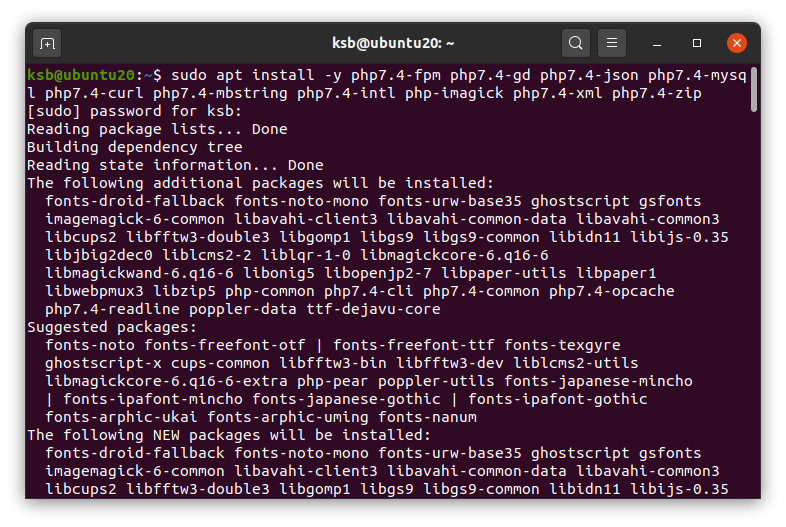 ksb@ubuntu20: ~
ksb@ubuntu20:~$ sudo apt install -y php7.4-fpm php7.4-gd php7.4-json php7.4-mysq
l php7.4-curl php7.4-mbstring php7.4-intl php-imagick php7.4-xml php7.4-zip
[sudo] password for ksb:
Reading package lists... Done
Building dependency tree
Reading state information... Done
The following additional packages will be installed:
  fonts-droid-fallback fonts-noto-mono fonts-urw-base35 ghostscript gsfonts
  imagemagick-6-common libavahi-client3 libavahi-common-data libavahi-common3
  libcups2 libfftw3-double3 libgomp1 libgs9 libgs9-common libidn11 libijs-0.35
  libjbig2dec0 liblcms2-2 liblqr-1-0 libmagickcore-6.q16-6
  libmagickwand-6.q16-6 libonig5 libopenjp2-7 libpaper-utils libpaper1
  libwebpmux3 libzip5 php-common php7.4-cli php7.4-common php7.4-opcache
  php7.4-readline poppler-data ttf-dejavu-core
Suggested packages:
  fonts-noto fonts-freefont-otf | fonts-freefont-ttf fonts-texgyre
  ghostscript-x cups-common libfftw3-bin libfftw3-dev liblcms2-utils
  libmagickcore-6.q16-6-extra php-pear poppler-utils fonts-japanese-mincho
  | fonts-ipafont-mincho fonts-japanese-gothic | fonts-ipafont-gothic
  fonts-arphic-ukai fonts-arphic-uming fonts-nanum
The following NEW packages will be installed:
  fonts-droid-fallback fonts-noto-mono fonts-urw-base35 ghostscript gsfonts
  imagemagick-6-common libavahi-client3 libavahi-common-data libavahi-common3
  libcups2 libfftw3-double3 libgomp1 libgs9 libgs9-common libidn11 libijs-0.35